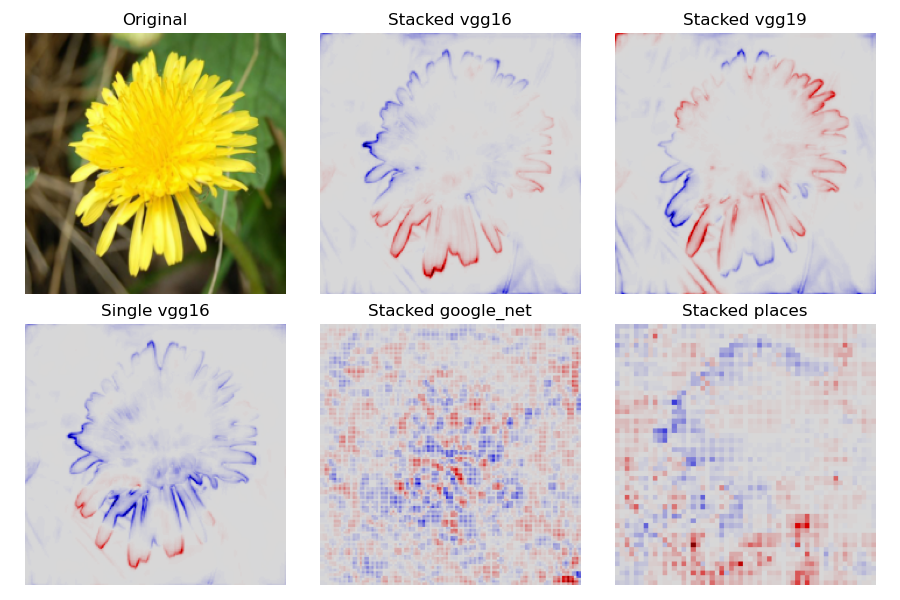 Original
Stacked vgg16
Stacked vgg19
Single vgg16
Stacked google_net
Stacked places